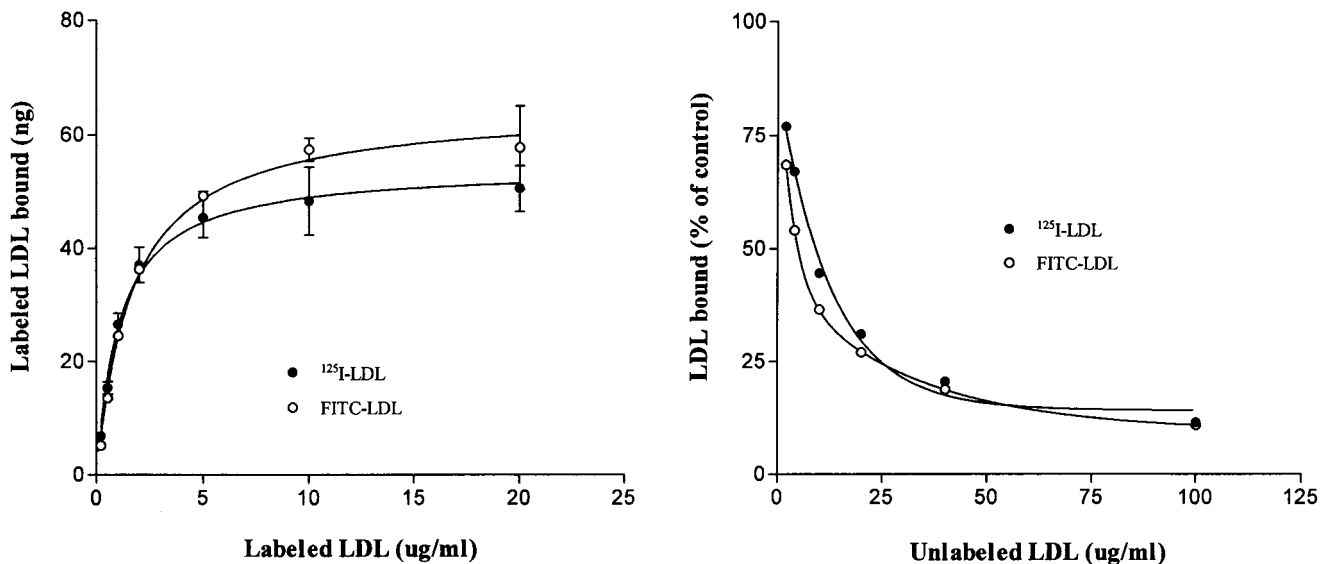 80
60
40
20
0
0
5
10
15
20
25
Labeled LDL bound (ng)
Labeled LDL (ug/ml)
¹²⁵I-LDL
FITC-LDL
100
75
50
25
0
0
25
50
75
100
125
LDL bound (% of control)
Unlabeled LDL (ug/ml)
¹²⁵I-LDL
FITC-LDL